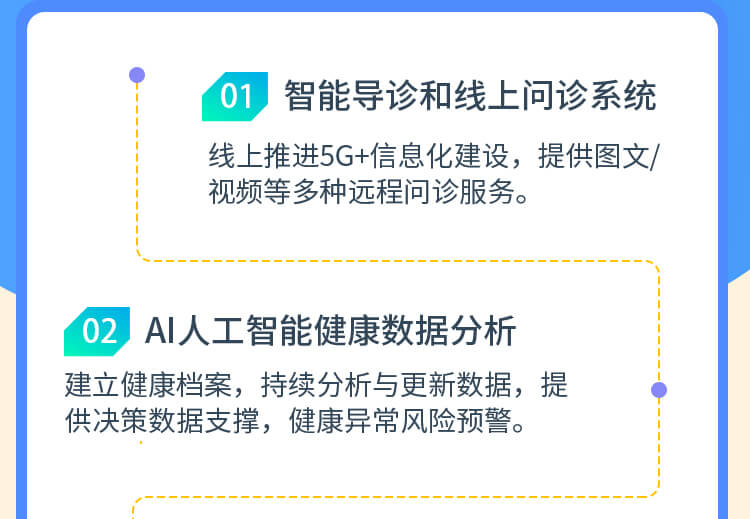 01 智能导诊和线上问诊系统
线上推进5G+信息化建设，提供图文/
视频等多种远程问诊服务。
02 AI人工智能健康数据分析
建立健康档案，持续分析与更新数据，提
供决策数据支撑，健康异常风险预警。